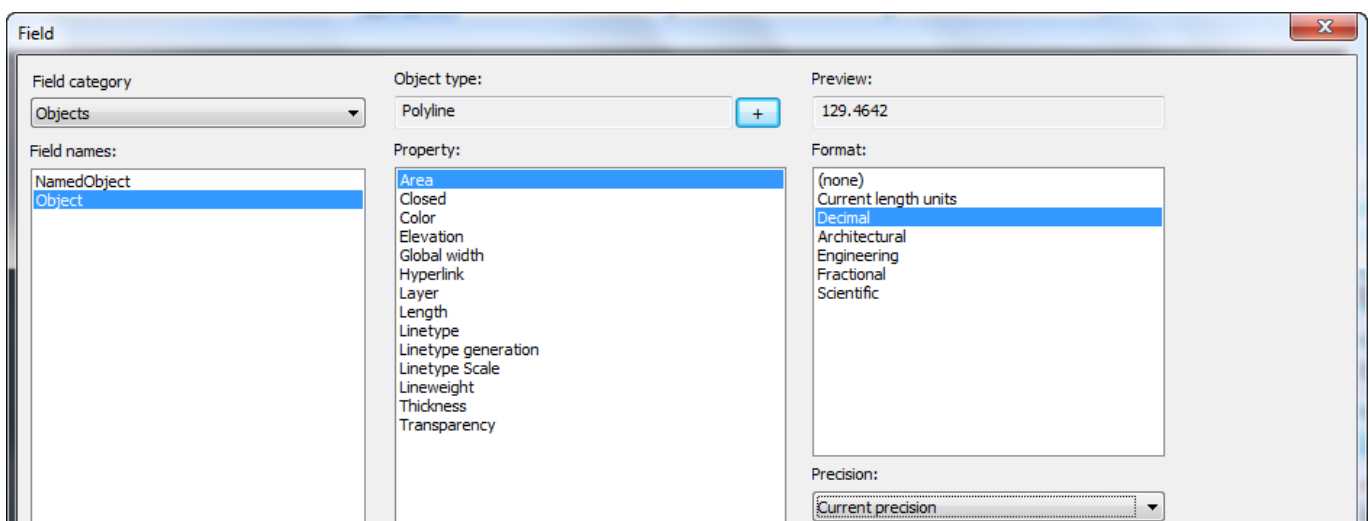 Field
X
Field category
Objects
Field names:
NamedObject
Object
Object type:
Polyline
+
Property:
Area
Closed
Color
Elevation
Global width
Hyperlink
Layer
Length
Linetype
Linetype generation
Linetype Scale
Lineweight
Thickness
Transparency
Preview:
129.4642
Format:
(none)
Current length units
Decimal
Architectural
Engineering
Fractional
Scientific
Precision:
Current precision